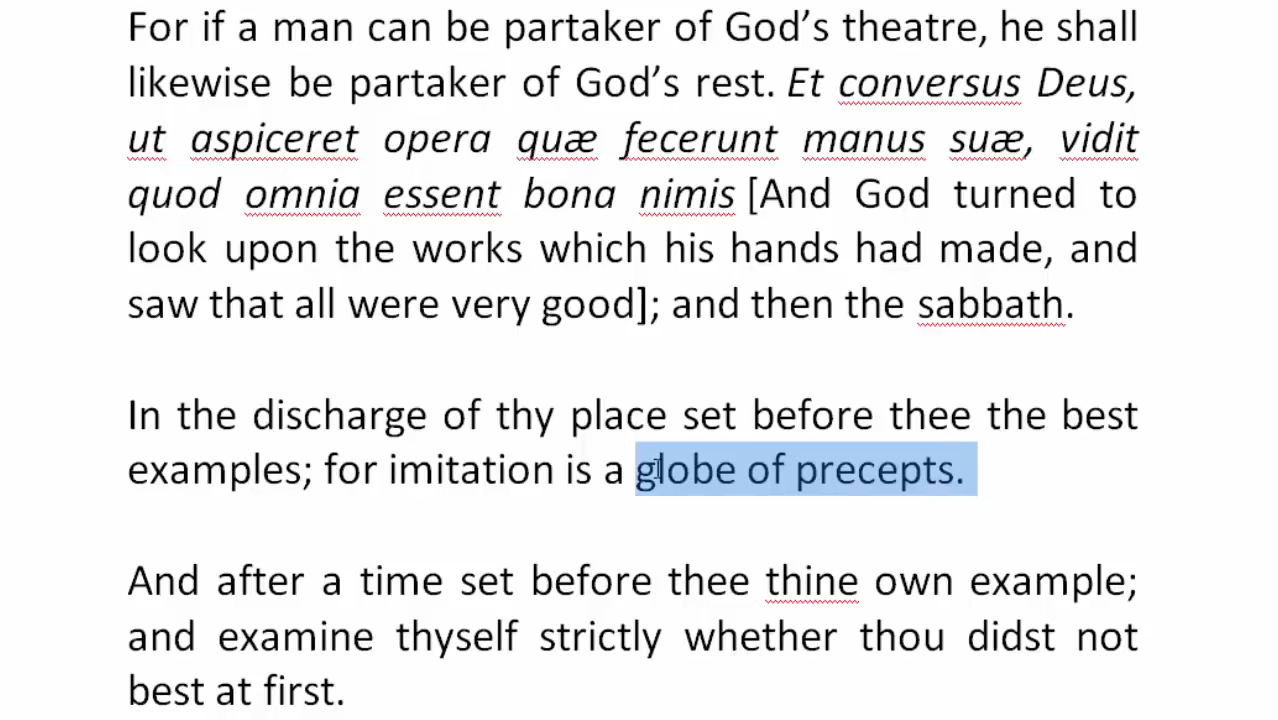 For if a man can be partaker of God’s theatre, he shall
likewise be partaker of God’s rest. Et conversus Deus,
ut aspiceret opera quæ fecerunt manus suæ, vidit
quod omnia essent bona nimis [And God turned to
look upon the works which his hands had made, and
saw that all were very good]; and then the sabbath.
In the discharge of thy place set before thee the best
examples; for imitation is a globe of precepts.
And after a time set before thee thine own example;
and examine thyself strictly whether thou didst not
best at first.